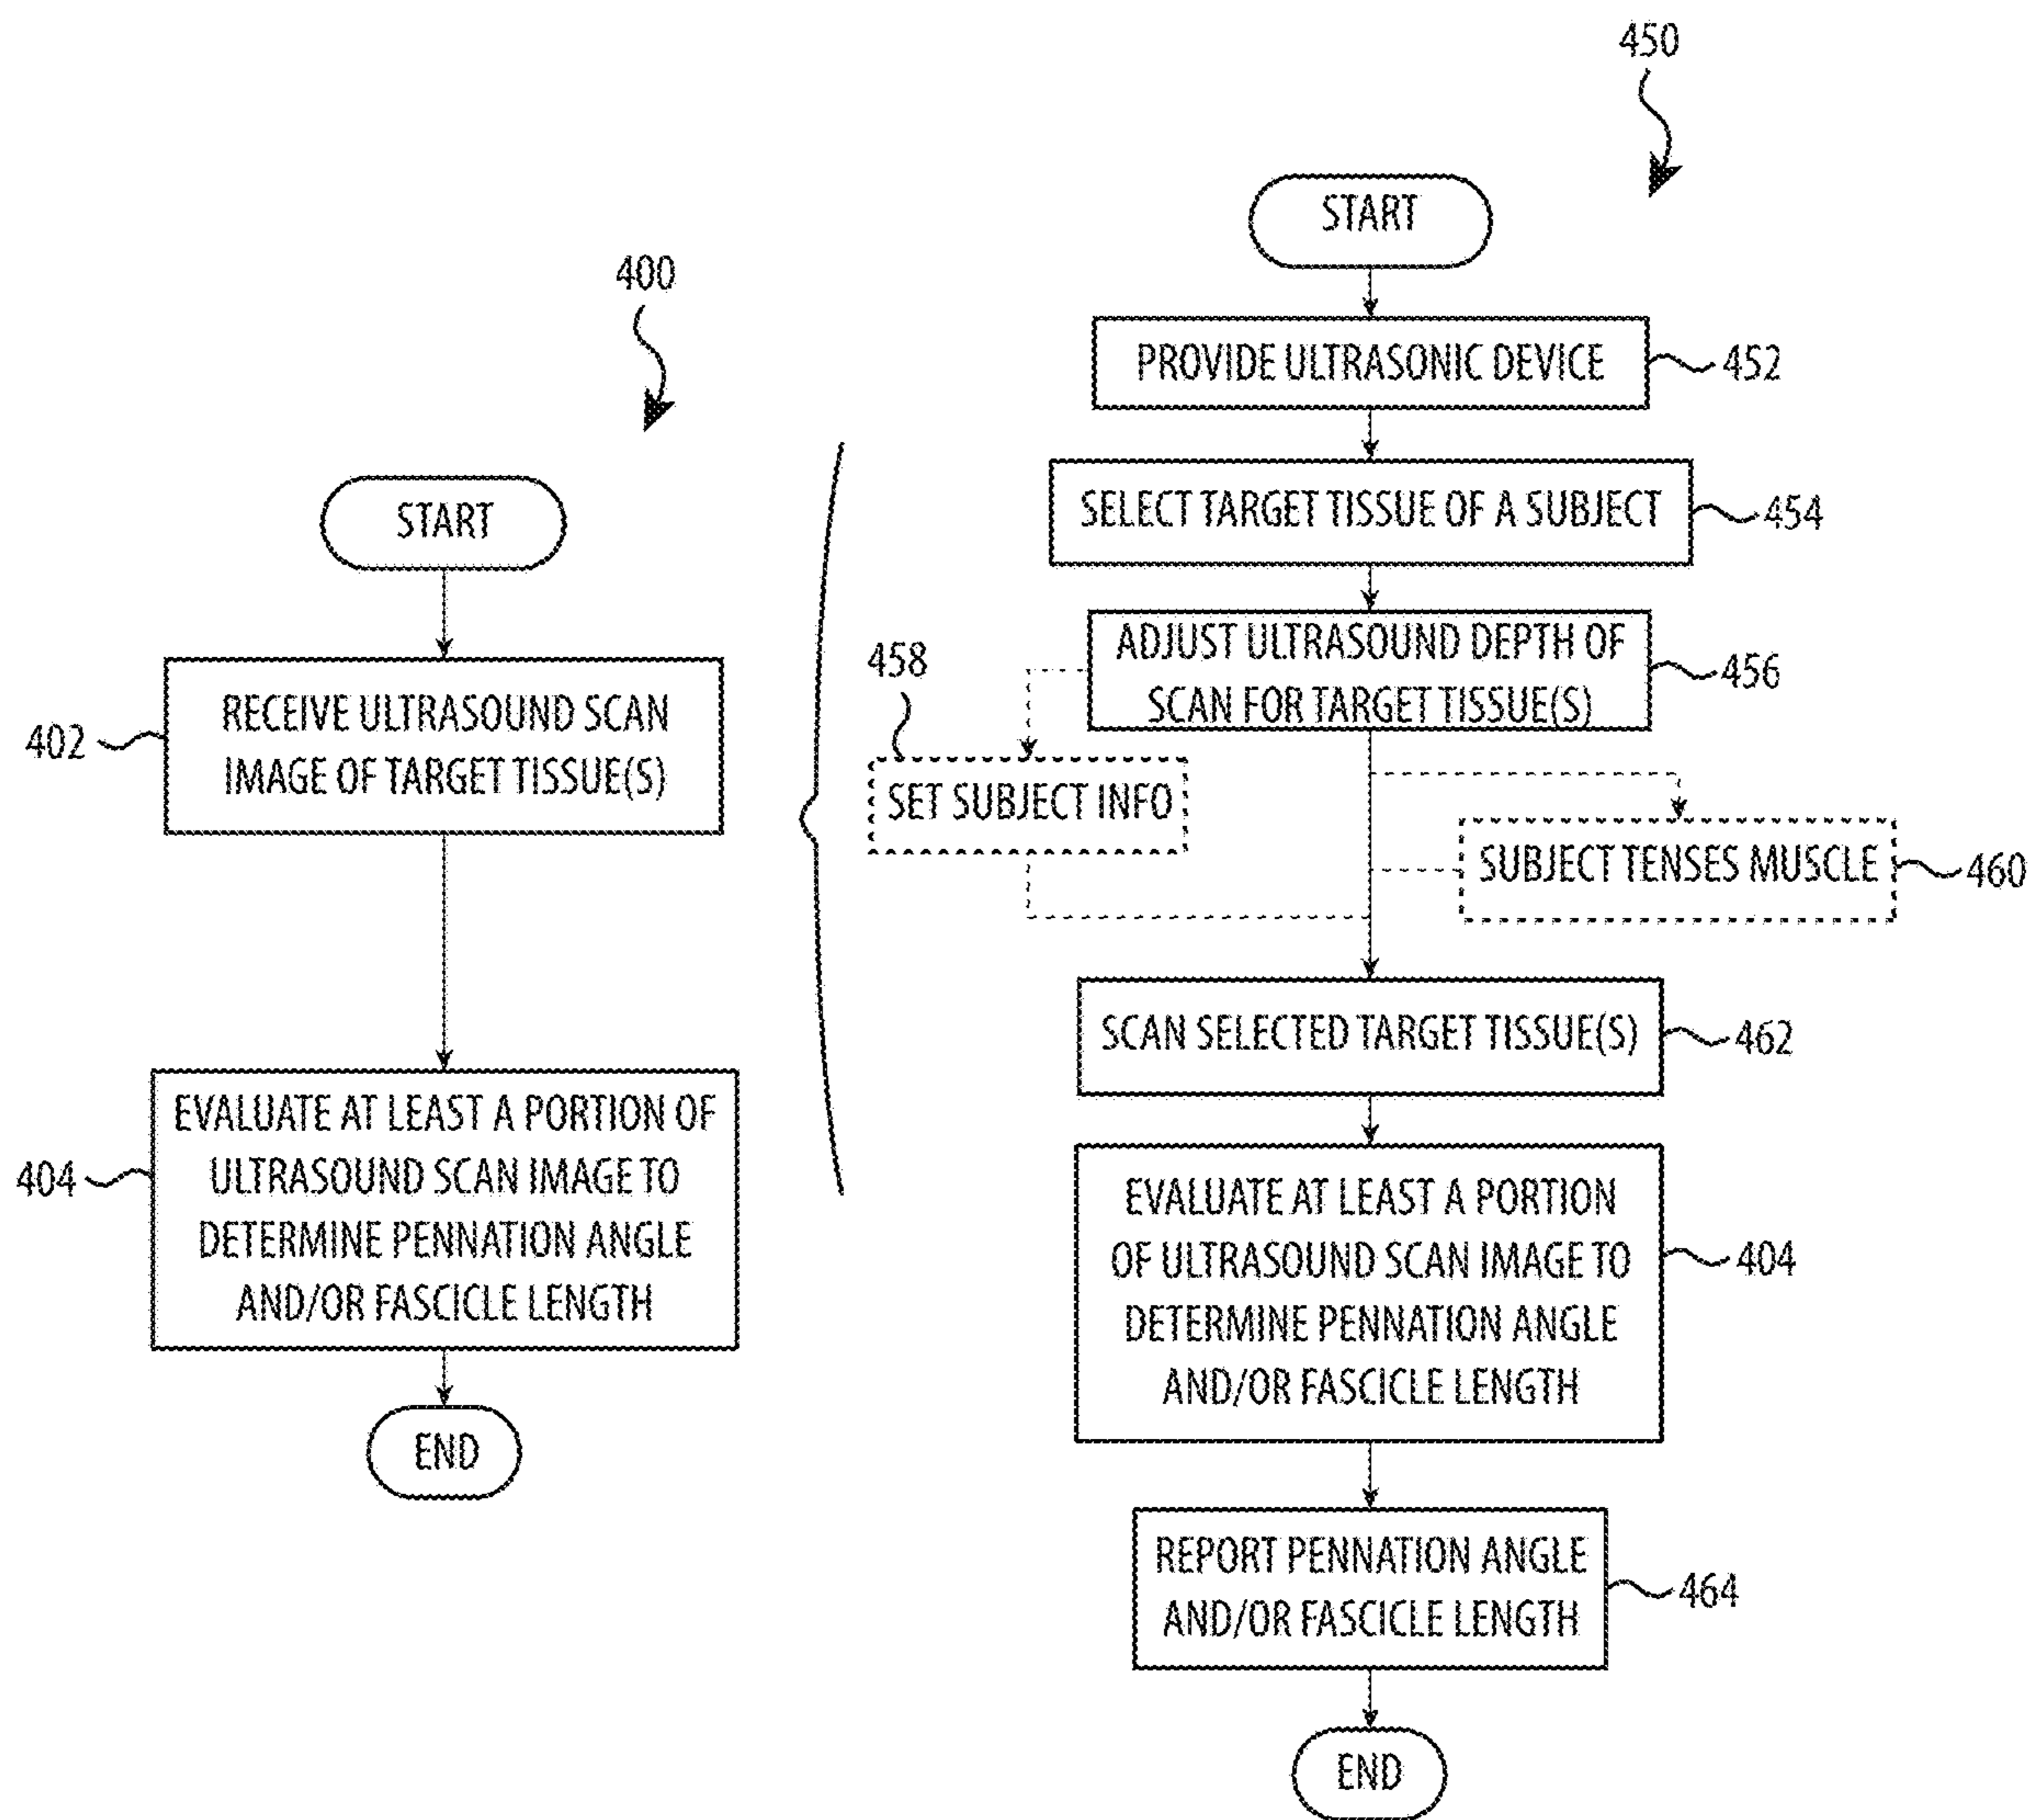 400
START
402
RECEIVE ULTRASOUND SCAN
IMAGE OF TARGET TISSUE(S)
404
EVALUATE AT LEAST A PORTION OF
ULTRASOUND SCAN IMAGE TO
DETERMINE PENNATION ANGLE
AND/OR FASCICLE LENGTH
END
450
START
PROVIDE ULTRASONIC DEVICE
452
SELECT TARGET TISSUE OF A SUBJECT
454
ADJUST ULTRASOUND DEPTH OF
SCAN FOR TARGET TISSUE(S)
456
458
SET SUBJECT INFO
SUBJECT TENSES MUSCLE
460
SCAN SELECTED TARGET TISSUE(S)
462
EVALUATE AT LEAST A PORTION
OF ULTRASOUND SCAN IMAGE TO
DETERMINE PENNATION ANGLE
AND/OR FASCICLE LENGTH
404
REPORT PENNATION ANGLE
AND/OR FASCICLE LENGTH
464
END